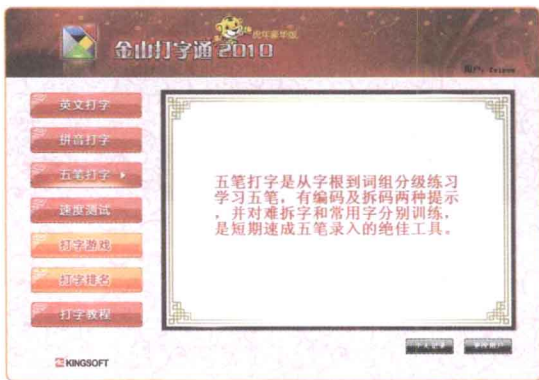 金山打字通 2010
虎年豪华版
英文打字
拼音打字
五笔打字
速度测试
打字游戏
打字排名
打字教程
五笔打字是从字根到词组分级练习
学习五笔，有编码及拆码两种提示
，并对难拆字和常用字分别训练，
是短期速成五笔录入的绝佳工具。
KINGSOFT